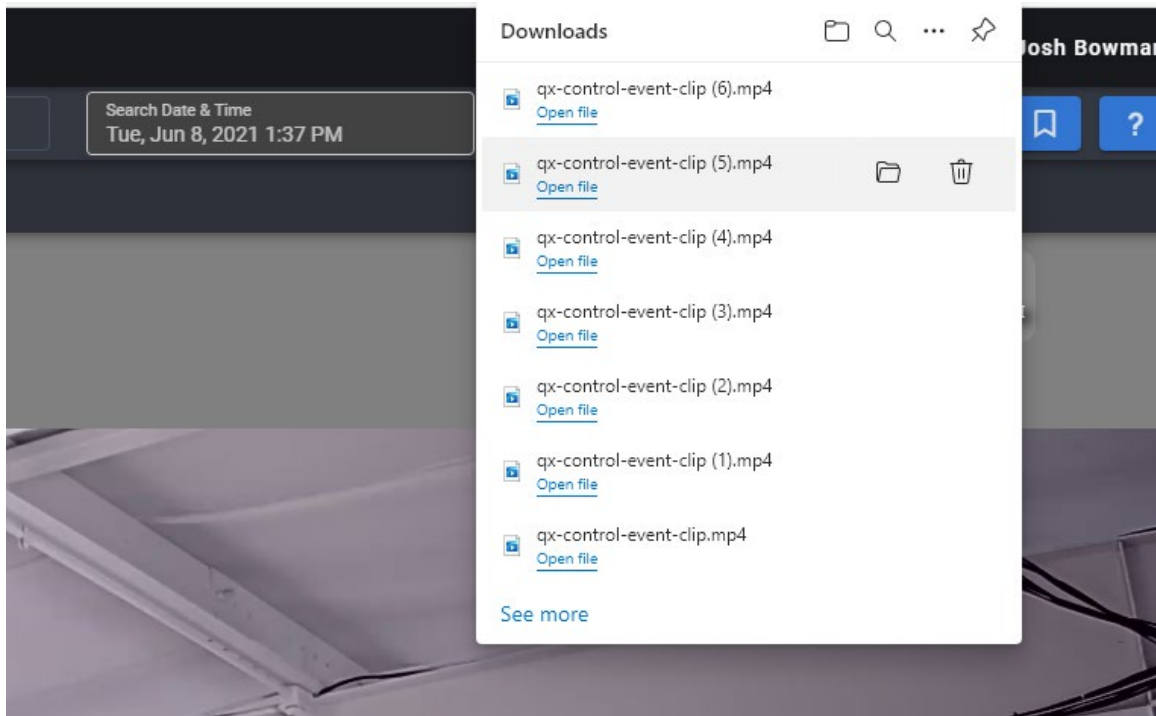 Downloads
Josh Bowmar
Search Date & Time
Tue, Jun 8, 2021 1:37 PM
?
qx-control-event-clip (6).mp4
Open file
qx-control-event-clip (5).mp4
Open file
qx-control-event-clip (4).mp4
Open file
qx-control-event-clip (3).mp4
Open file
qx-control-event-clip (2).mp4
Open file
qx-control-event-clip (1).mp4
Open file
qx-control-event-clip.mp4
Open file
See more